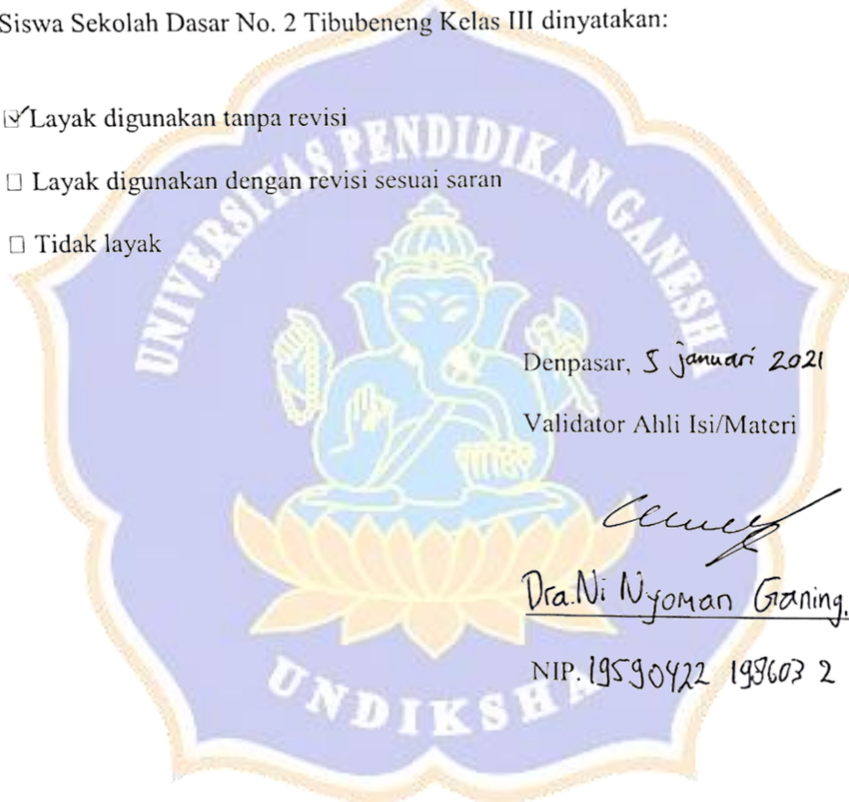 Siswa Sekolah Dasar No. 2 Tibubeneng Kelas III dinyatakan:
☑ Layak digunakan tanpa revisi
☐ Layak digunakan dengan revisi sesuai saran
☐ Tidak layak
UNIVERSITAS PENDIDIKAN GANESHA
Denpasar, 5 januari 2021
Validator Ahli Isi/Materi
Dra. Ni Nyoman Ganing,
NIP. 19590422 198603 2
UNDIKSHA